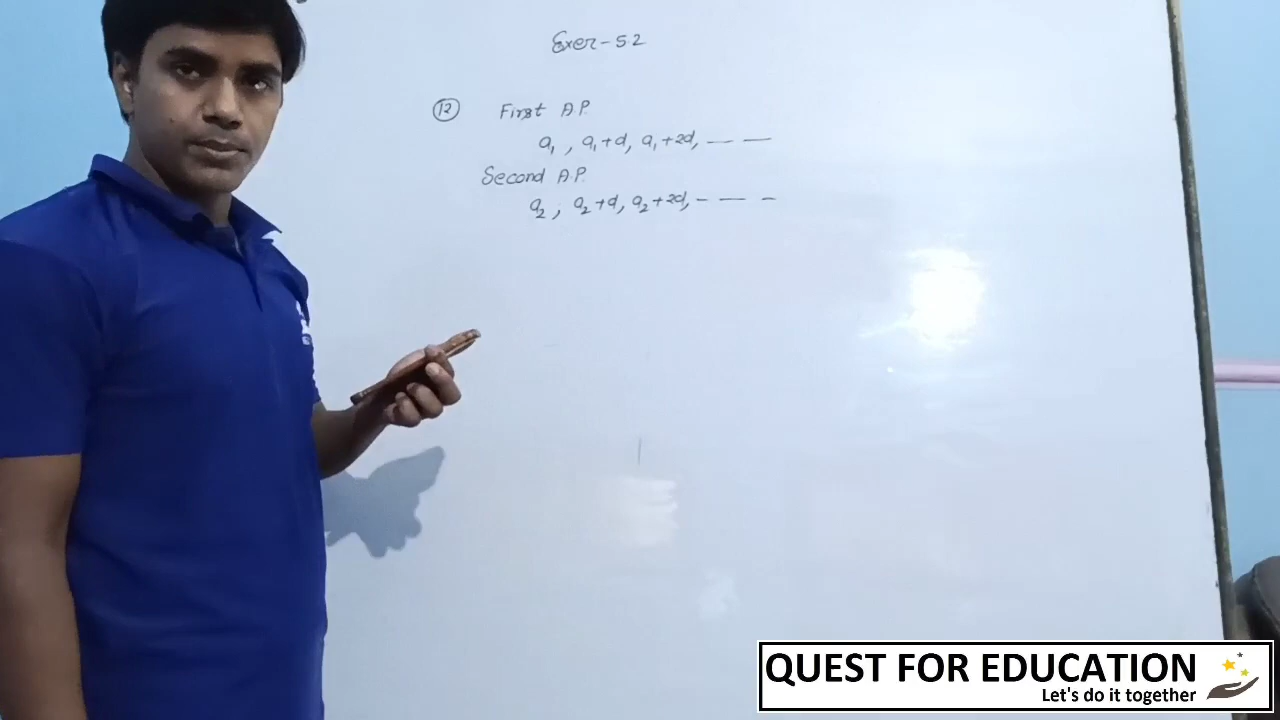 Exer-5.2
12 First A.P.
a₁, a₁+d, a₁+2d, — —
Second A.P.
a₂, a₂+d, a₂+2d, - — -
QUEST FOR EDUCATION
Let's do it together